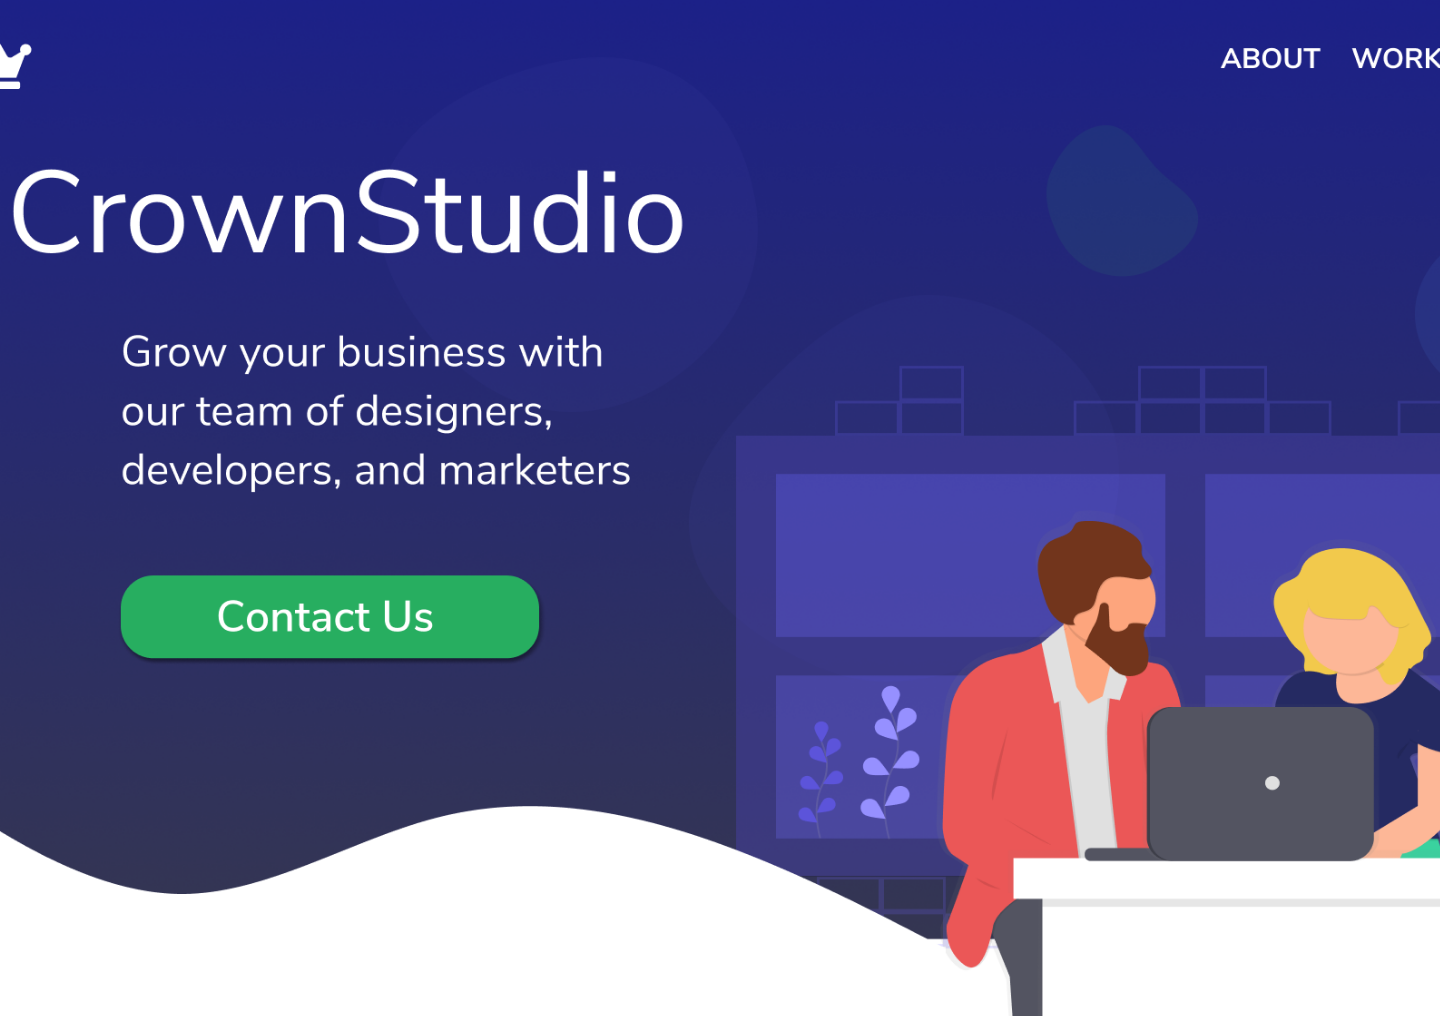 ABOUT WORK
CrownStudio
Grow your business with
our team of designers,
developers, and marketers
Contact Us